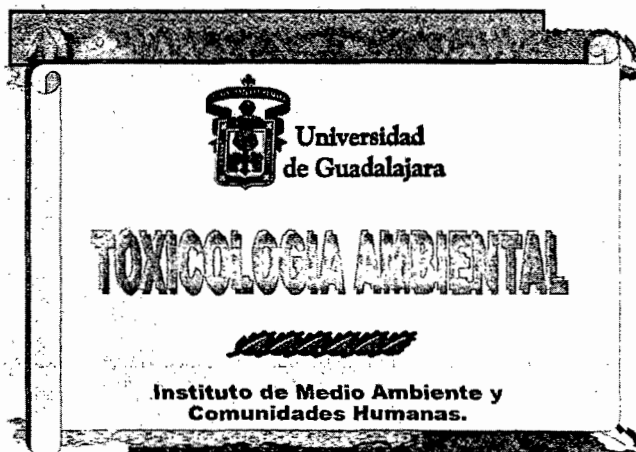 Universidad
de Guadalajara
TOXICOLOGIA AMBIENTAL
Instituto de Medio Ambiente y
Comunidades Humanas.